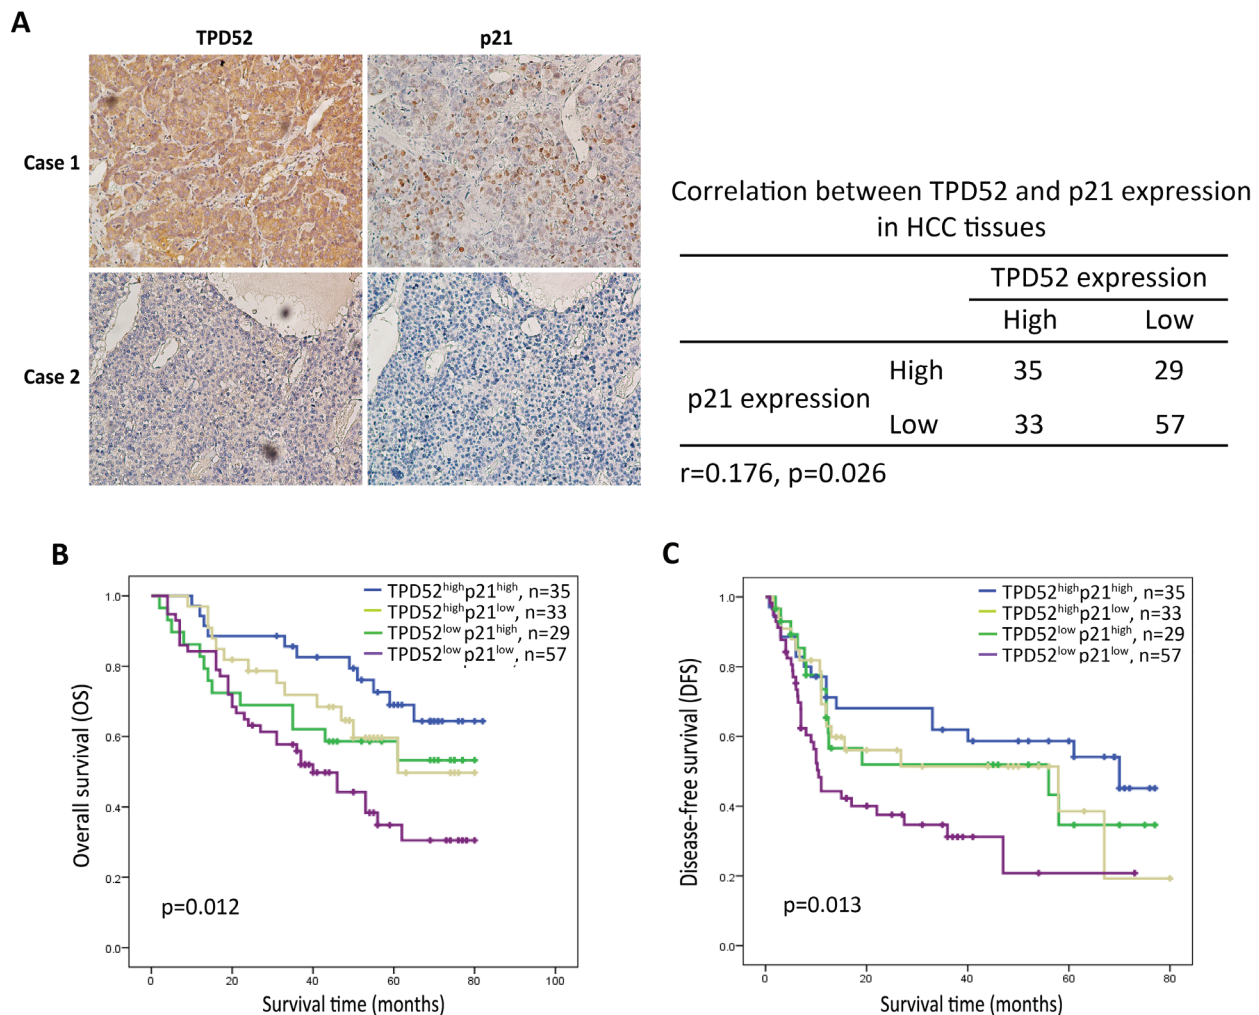 A
TPD52
p21
Case 1
Case 2
Correlation between TPD52 and p21 expression
in HCC tissues
TPD52 expression
High Low
p21 expression
High 35 29
Low 33 57
r=0.176, p=0.026
B
TPD52highp21high, n=35
TPD52highp21low, n=33
TPD52lowp21high, n=29
TPD52lowp21low, n=57
Overall survival (OS)
1.0
0.8
0.6
0.4
0.2
0.0
p=0.012
0 20 40 60 80 100
Survival time (months)
C
TPD52highp21high, n=35
TPD52highp21low, n=33
TPD52lowp21high, n=29
TPD52lowp21low, n=57
Disease-free survival (DFS)
1.0
0.8
0.6
0.4
0.2
0.0
p=0.013
0 20 40 60 80
Survival time (months)